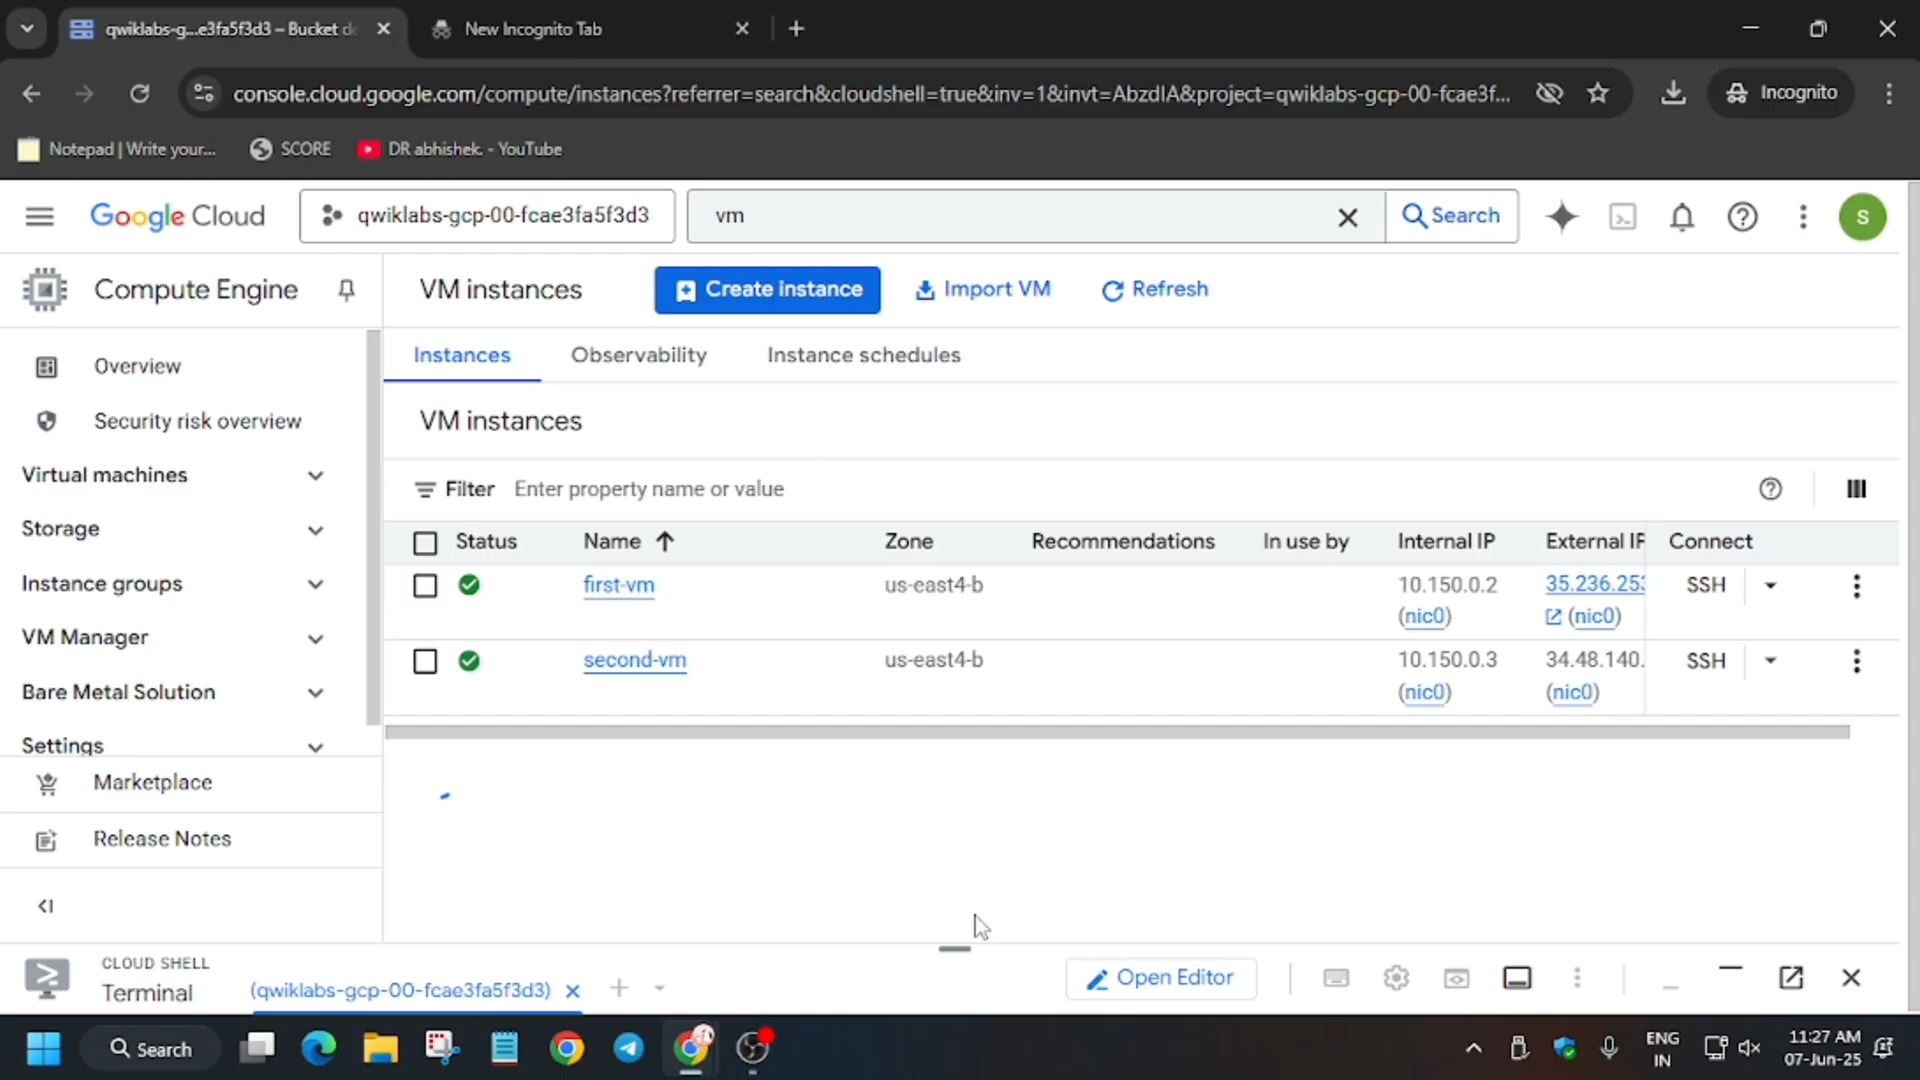 qwiklabs-g...e3fa5f3d3 – Bucket de
New Incognito Tab
console.cloud.google.com/compute/instances?referrer=search&cloudshell=true&inv=1&invt=AbzdIA&project=qwiklabs-gcp-00-fcae3f...
Incognito
Notepad | Write your...
SCORE
DR abhishek. - YouTube
Google Cloud
qwiklabs-gcp-00-fcae3fa5f3d3
vm
Search
S
Compute Engine
VM instances
Create instance
Import VM
Refresh
Overview
Security risk overview
Virtual machines
Storage
Instance groups
VM Manager
Bare Metal Solution
Settings
Marketplace
Release Notes
Instances
Observability
Instance schedules
VM instances
Filter
Enter property name or value
Status
Name
Zone
Recommendations
In use by
Internal IP
External IP
Connect
first-vm
us-east4-b
10.150.0.2
(nic0)
35.236.253
(nic0)
SSH
second-vm
us-east4-b
10.150.0.3
(nic0)
34.48.140.
(nic0)
SSH
CLOUD SHELL
Terminal
(qwiklabs-gcp-00-fcae3fa5f3d3)
Open Editor
Search
ENG
IN
11:27 AM
07-Jun-25